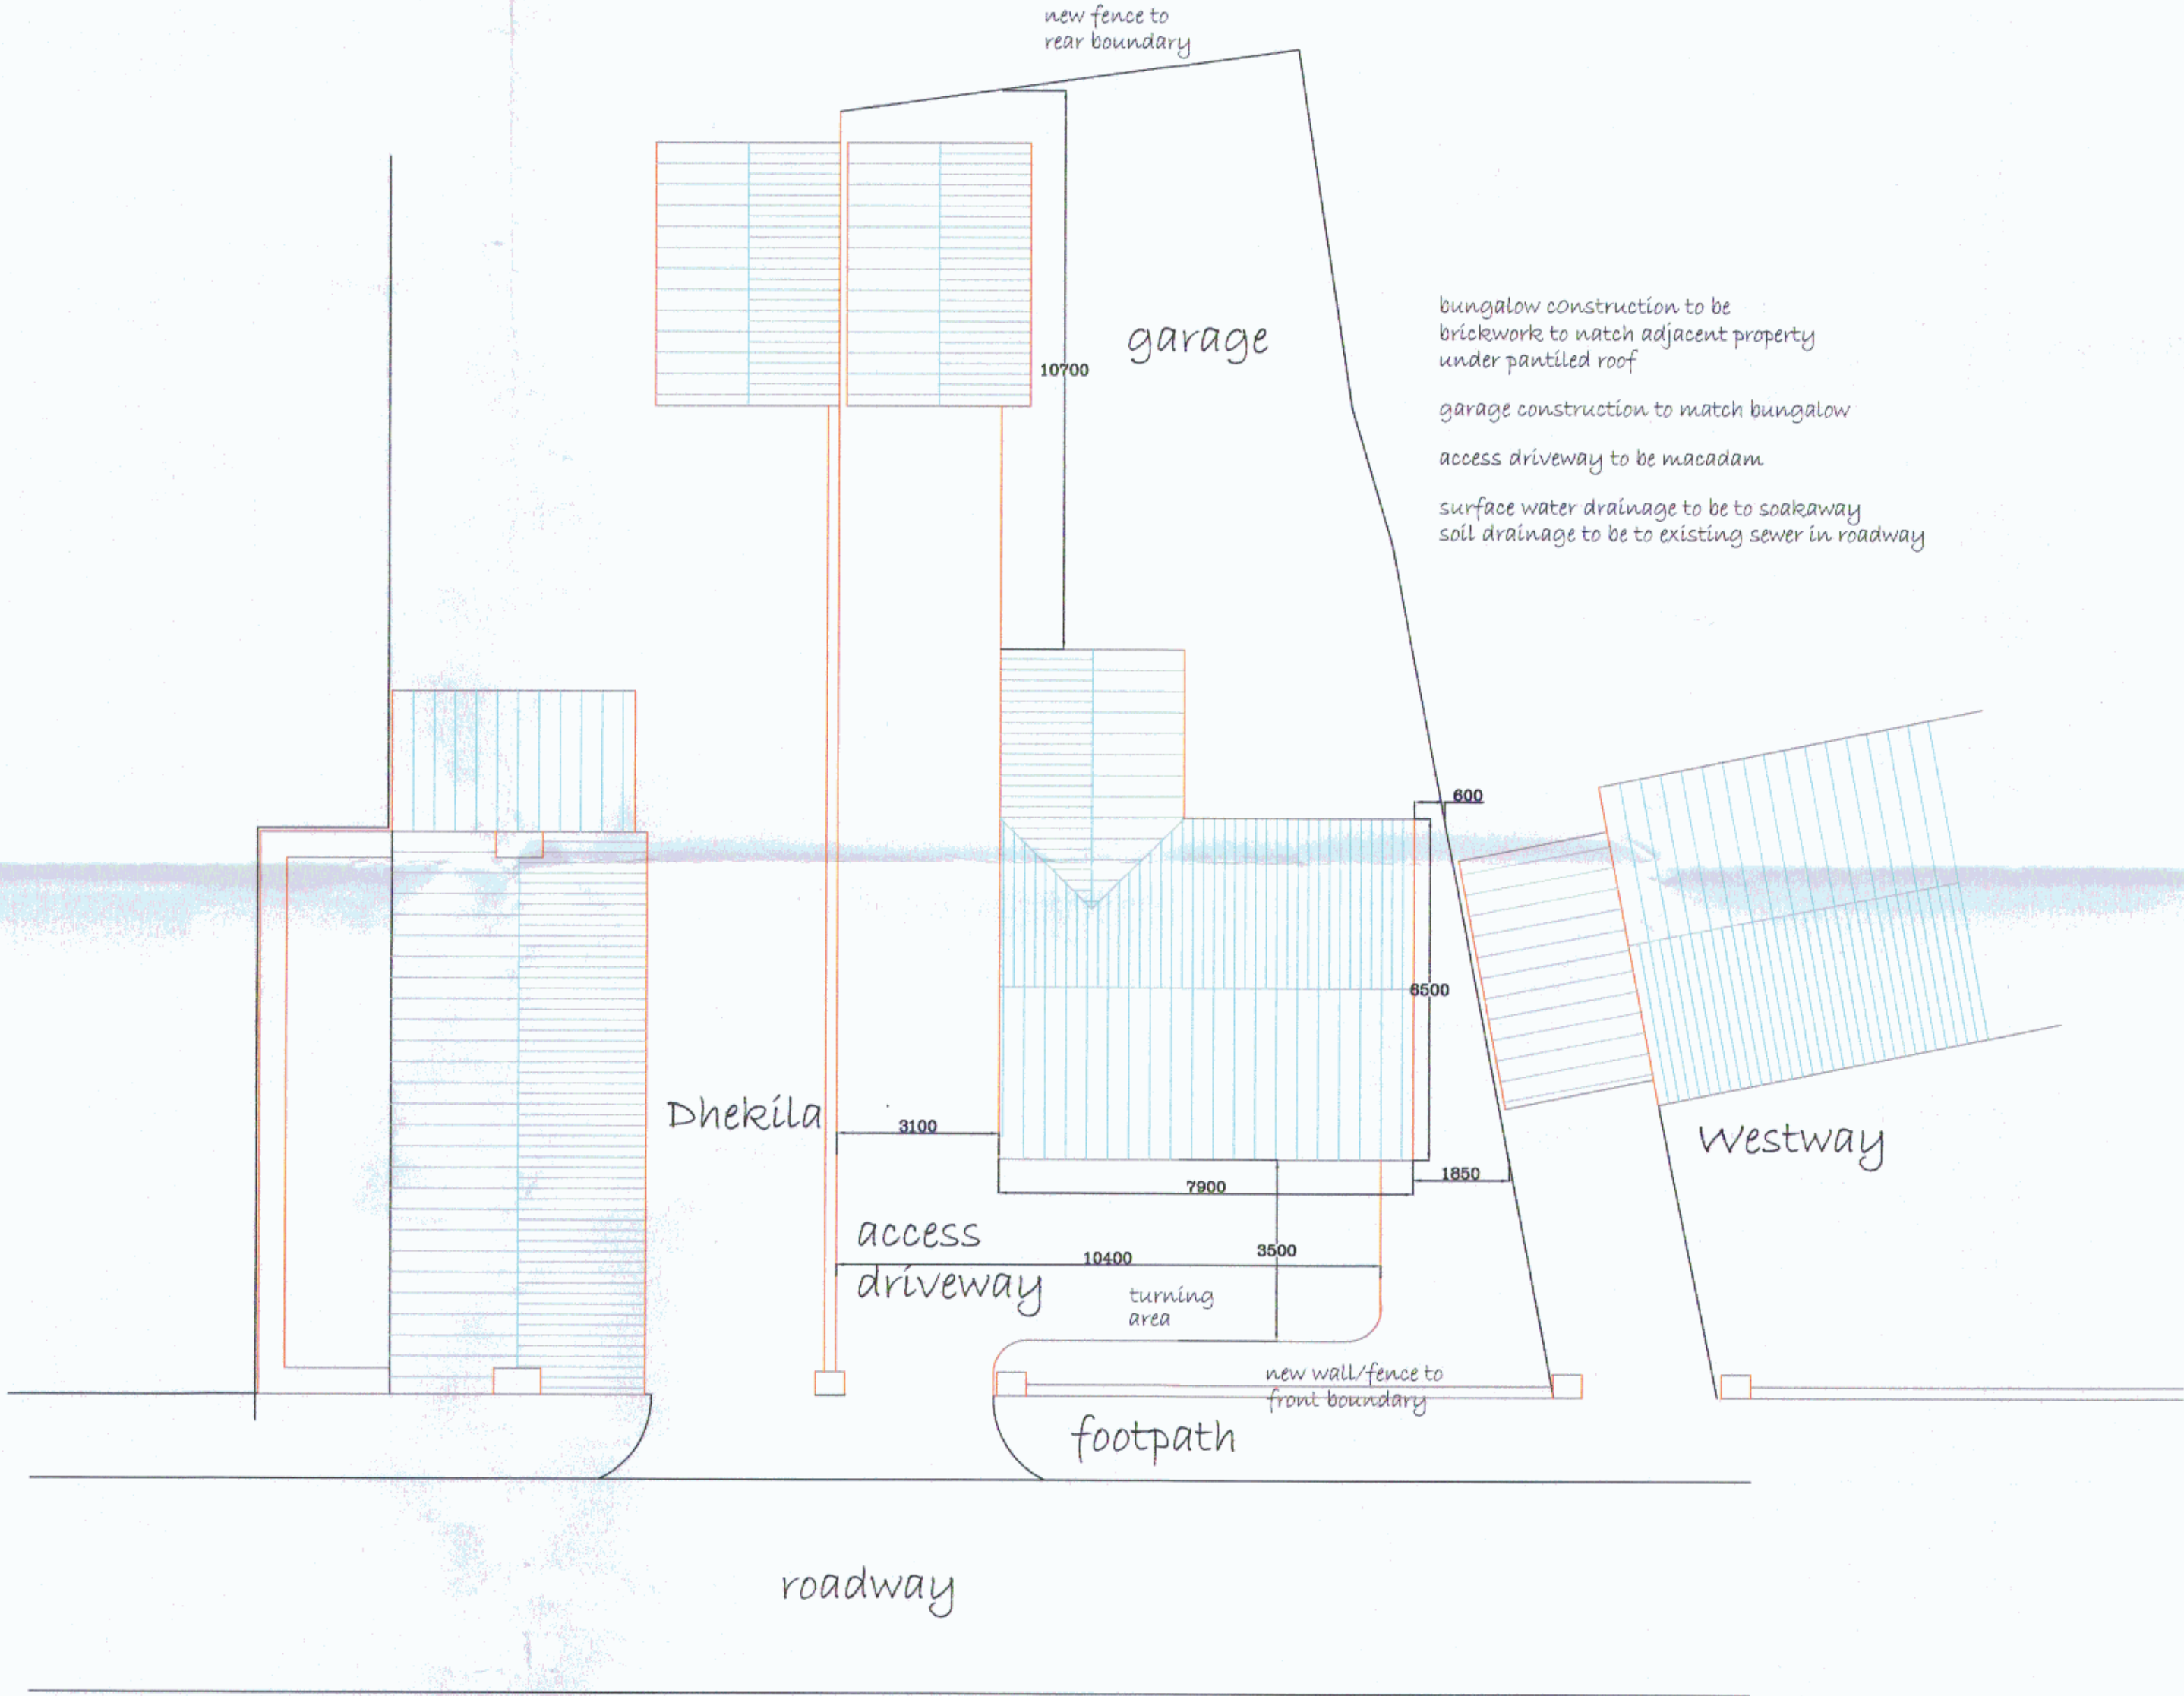 new fence to
rear boundary
garage
10700
bungalow construction to be
brickwork to natch adjacent property
under pantiled roof
garage construction to match bungalow
access driveway to be macadam
surface water drainage to be to soakaway
soil drainage to be to existing sewer in roadway
600
6500
Dhekila
3100
Westway
1850
7900
access
driveway
10400
3500
turning
area
new wall/fence to
front boundary
footpath
roadway